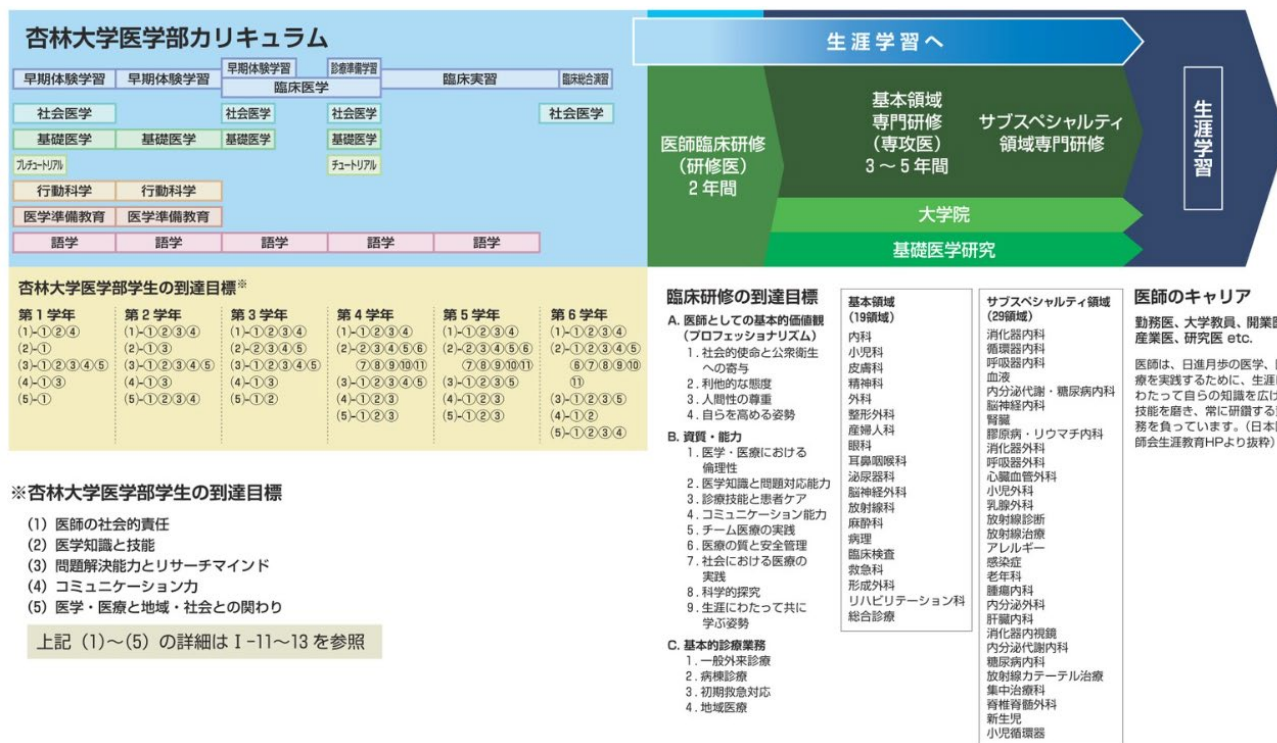 杏林大学医学部カリキュラム
早期体験学習 早期体験学習 早期体験学習 診療準備学習 臨床実習 臨床総合演習
臨床医学
社会医学 社会医学 社会医学 社会医学
基礎医学 基礎医学 基礎医学 基礎医学
プレチュートリアル チュートリアル
行動科学 行動科学
医学準備教育 医学準備教育
語学 語学 語学 語学 語学
生涯学習へ
医師臨床研修
(研修医)
2年間
基本領域
専門研修
(専攻医)
3～5年間
サブスペシャルティ
領域専門研修
大学院
基礎医学研究
生涯学習
杏林大学医学部学生の到達目標※
第1学年
(1)-①②④
(2)-①
(3)-①②③④⑤
(4)-①③
(5)-①
第2学年
(1)-①②③④
(2)-①③
(3)-①②③④⑤
(4)-①③
(5)-①②③④
第3学年
(1)-①②③④
(2)-②③④⑤
(3)-①②③④⑤
(4)-①③
(5)-①②
第4学年
(1)-①②③④
(2)-②③④⑤⑥
⑦⑧⑨⑩⑪
(3)-①②③④⑤
(4)-①②③
(5)-①②③
第5学年
(1)-①②③④
(2)-②③④⑤⑥
⑦⑧⑨⑩⑪
(3)-①②③⑤
(4)-①②③
(5)-①②③
第6学年
(1)-①②③④
(2)-①②③④⑤
⑥⑦⑧⑨⑩
⑪
(3)-①②③⑤
(4)-①②
(5)-①②③④
※杏林大学医学部学生の到達目標
(1) 医師の社会的責任
(2) 医学知識と技能
(3) 問題解決能力とリサーチマインド
(4) コミュニケーション力
(5) 医学・医療と地域・社会との関わり
上記(1)～(5)の詳細はⅠ-11～13を参照
臨床研修の到達目標
A. 医師としての基本的価値観
(プロフェッショナリズム)
1. 社会的使命と公衆衛生
への寄与
2. 利他的な態度
3. 人間性の尊重
4. 自らを高める姿勢
B. 資質・能力
1. 医学・医療における
倫理性
2. 医学知識と問題対応能力
3. 診療技能と患者ケア
4. コミュニケーション能力
5. チーム医療の実践
6. 医療の質と安全管理
7. 社会における医療の
実践
8. 科学的探究
9. 生涯にわたって共に
学ぶ姿勢
C. 基本的診療業務
1. 一般外来診療
2. 病棟診療
3. 初期救急対応
4. 地域医療
基本領域
(19領域)
内科
小児科
皮膚科
精神科
外科
整形外科
産婦人科
眼科
耳鼻咽喉科
泌尿器科
脳神経外科
放射線科
麻酔科
病理
臨床検査
救急科
形成外科
リハビリテーション科
総合診療
サブスペシャルティ領域
(29領域)
消化器内科
循環器内科
呼吸器内科
血液
内分泌代謝・糖尿病内科
脳神経内科
腎臓
膠原病・リウマチ内科
消化器外科
呼吸器外科
心臓血管外科
小児外科
乳腺外科
放射線診断
放射線治療
アレルギー
感染症
老年科
腫瘍内科
内分泌外科
肝臓内科
消化器内視鏡
内分泌代謝内科
糖尿病内科
放射線カテーテル治療
集中治療科
脊椎脊髄外科
新生児
小児循環器
医師のキャリア
勤務医、大学教員、開業
産業医、研究医 etc.
医師は、日進月歩の医学、
療を実践するために、生涯
わたって自らの知識を広げ
技能を磨き、常に研鑽する
務を負っています。(日本
師会生涯教育HPより抜粋)